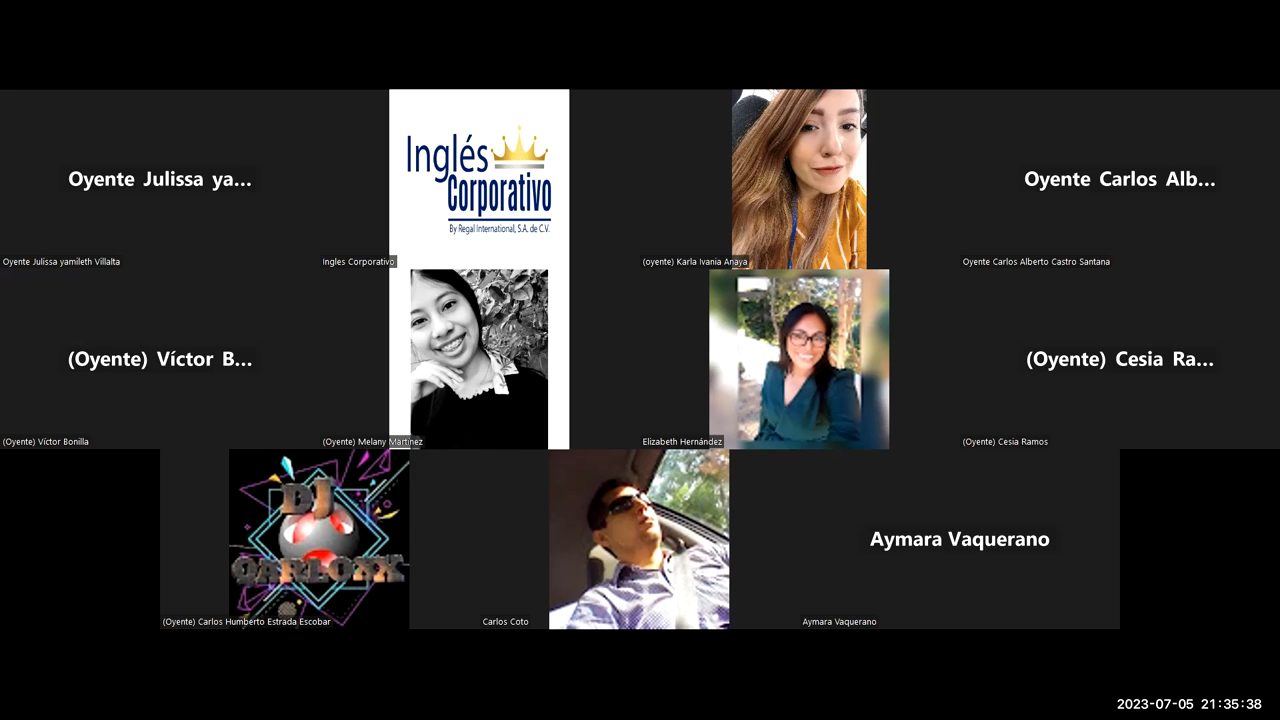 Oyente Julissa ya...
Oyente Julissa yamileth Villalta
Inglés
Corporativo
By Regal International, S.A. de C.V.
Ingles Corporativo
(oyente) Karla Ivania Anaya
Oyente Carlos Alb...
Oyente Carlos Alberto Castro Santana
(Oyente) Víctor B...
(Oyente) Víctor Bonilla
(Oyente) Melany Martinez
Elizabeth Hernández
(Oyente) Cesia Ra...
(Oyente) Cesia Ramos
DJ
QARLOXX
(Oyente) Carlos Humberto Estrada Escobar
Carlos Coto
Aymara Vaquerano
Aymara Vaquerano
2023-07-05 21:35:38